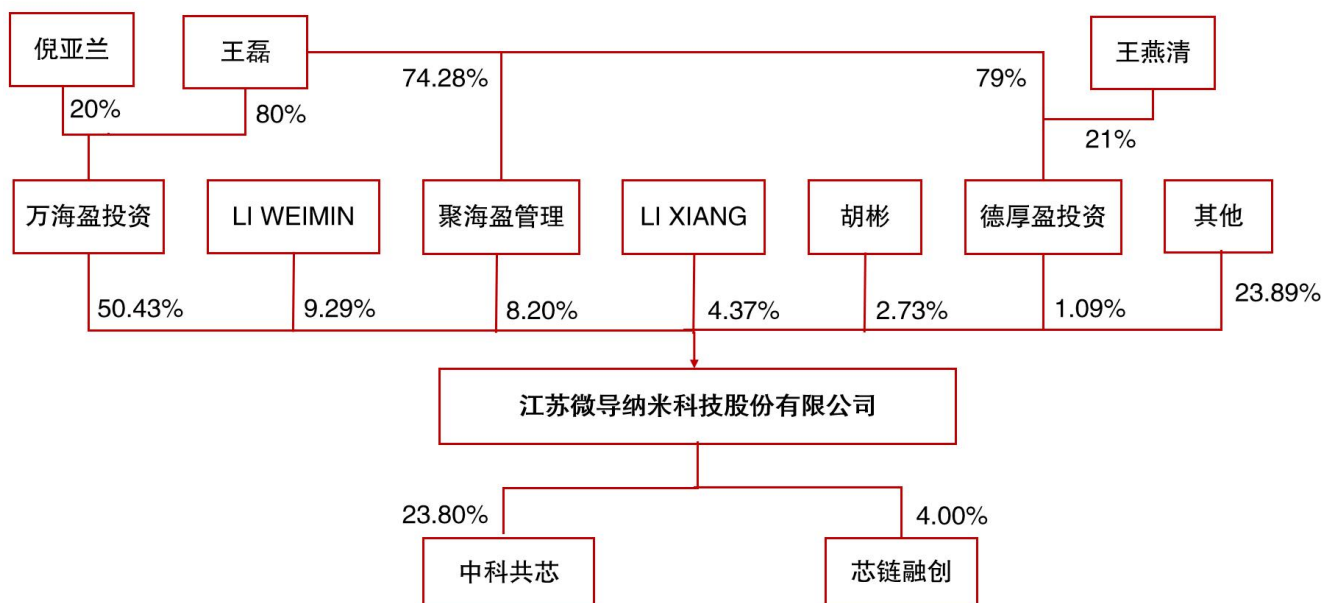 倪亚兰
王磊
王燕清
74.28%
79%
20%
80%
21%
万海盈投资
LI WEIMIN
聚海盈管理
LI XIANG
胡彬
德厚盈投资
其他
50.43%
9.29%
8.20%
4.37%
2.73%
1.09%
23.89%
江苏微导纳米科技股份有限公司
23.80%
4.00%
中科共芯
芯链融创